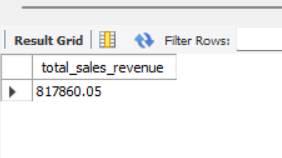 Result Grid Filter Rows:
total_sales_revenue
817860.05